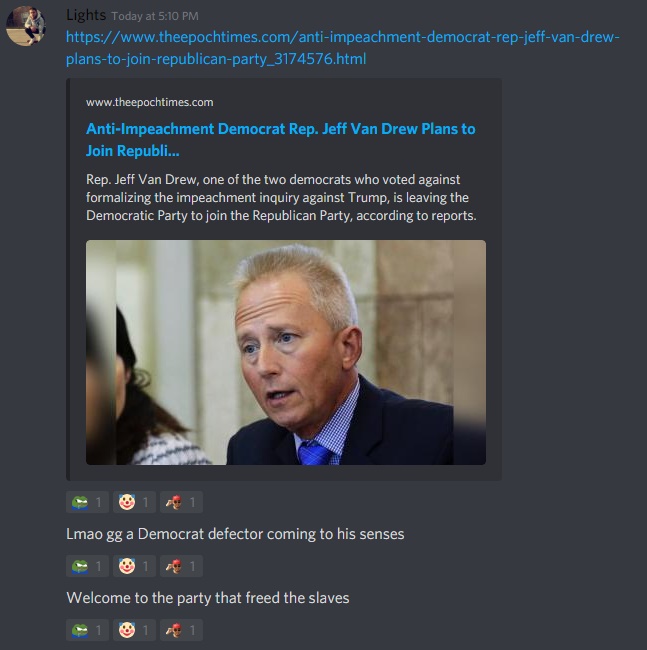 Lights Today at 5:10 PM
https://www.theepochtimes.com/anti-impeachment-democrat-rep-jeff-van-drew-
plans-to-join-republican-party_3174576.html
www.theepochtimes.com
Anti-Impeachment Democrat Rep. Jeff Van Drew Plans to
Join Republi...
Rep. Jeff Van Drew, one of the two democrats who voted against
formalizing the impeachment inquiry against Trump, is leaving the
Democratic Party to join the Republican Party, according to reports.
1 1 1
Lmao gg a Democrat defector coming to his senses
1 1 1
Welcome to the party that freed the slaves
1 1 1